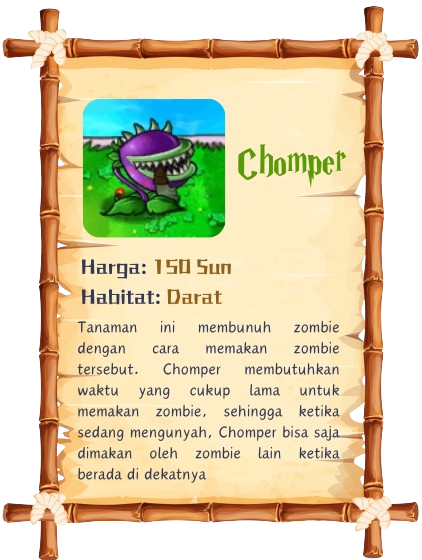 Chomper
Harga: 150 Sun
Habitat: Darat
Tanaman ini membunuh zombie
dengan cara memakan zombie
tersebut. Chomper membutuhkan
waktu yang cukup lama untuk
memakan zombie, sehingga ketika
sedang mengunyah, Chomper bisa saja
dimakan oleh zombie lain ketika
berada di dekatnya